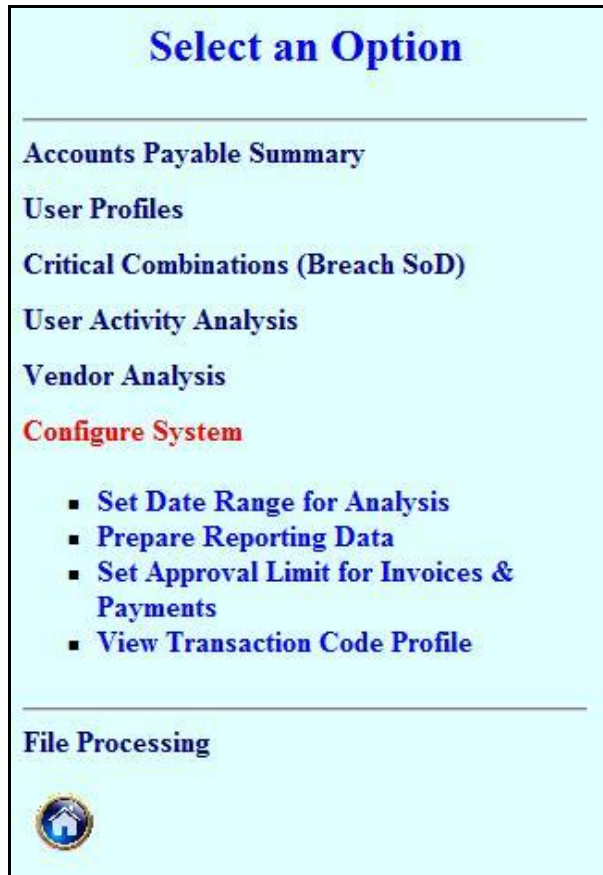 Select an Option
Accounts Payable Summary
User Profiles
Critical Combinations (Breach SoD)
User Activity Analysis
Vendor Analysis
Configure System
Set Date Range for Analysis
Prepare Reporting Data
Set Approval Limit for Invoices &
Payments
View Transaction Code Profile
File Processing